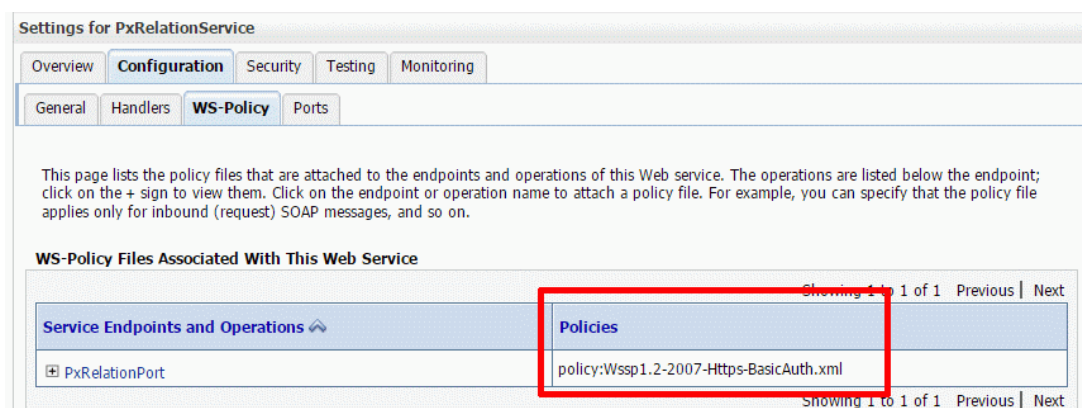 Settings for PxRelationService
Overview Configuration Security Testing Monitoring
General Handlers WS-Policy Ports
This page lists the policy files that are attached to the endpoints and operations of this Web service. The operations are listed below the endpoint;
click on the + sign to view them. Click on the endpoint or operation name to attach a policy file. For example, you can specify that the policy file
applies only for inbound (request) SOAP messages, and so on.
WS-Policy Files Associated With This Web Service
Showing 1 to 1 of 1 Previous | Next
Service Endpoints and Operations Policies
PxRelationPort policy:Wssp1.2-2007-Https-BasicAuth.xml
Showing 1 to 1 of 1 Previous | Next